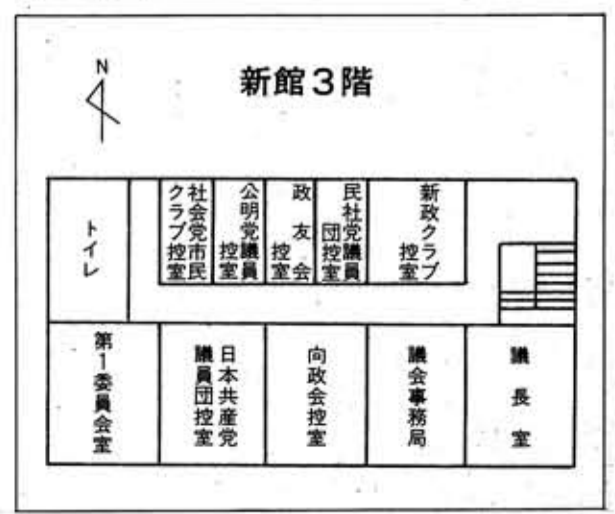 新館3階
N
トイレ
社会党市民
クラブ控室
公明党議員
控室
政友会
控室
民社党議員
団控室
新政クラブ
控室
第1委員会室
日本共産党
議員団控室
向政会控室
議会事務局
議長室